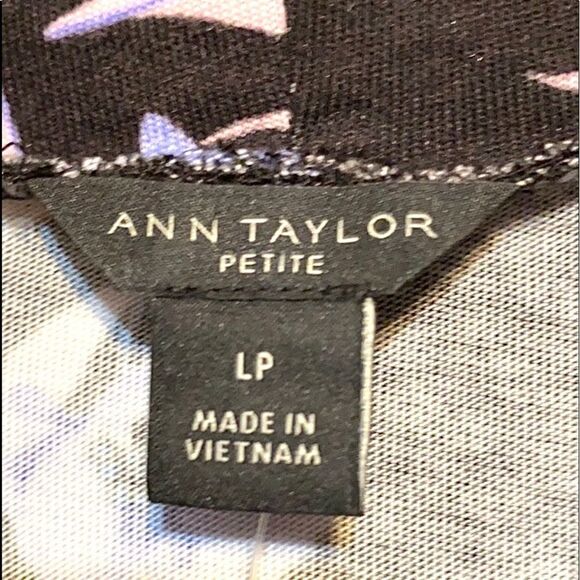 ANN TAYLOR
PETITE
LP
MADE IN
VIETNAM